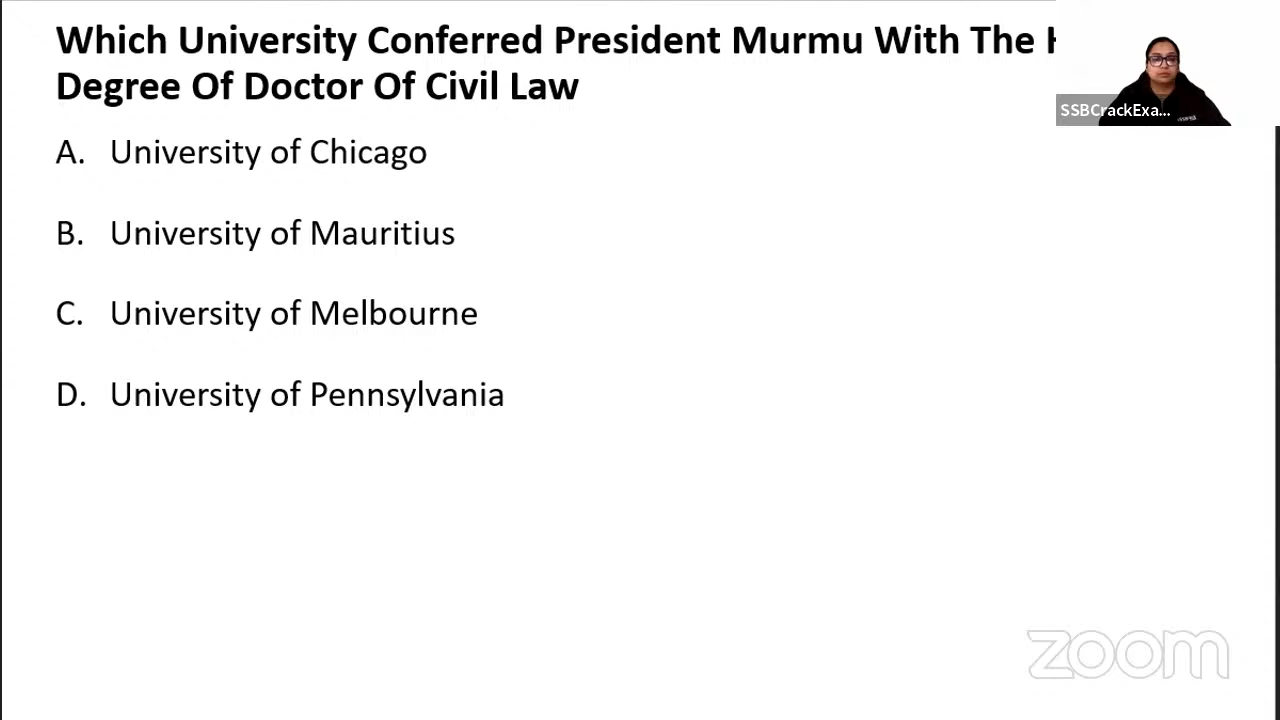 Which University Conferred President Murmu With The
Degree Of Doctor Of Civil Law
SSBCrackExa...
A. University of Chicago
B. University of Mauritius
C. University of Melbourne
D. University of Pennsylvania
zoom